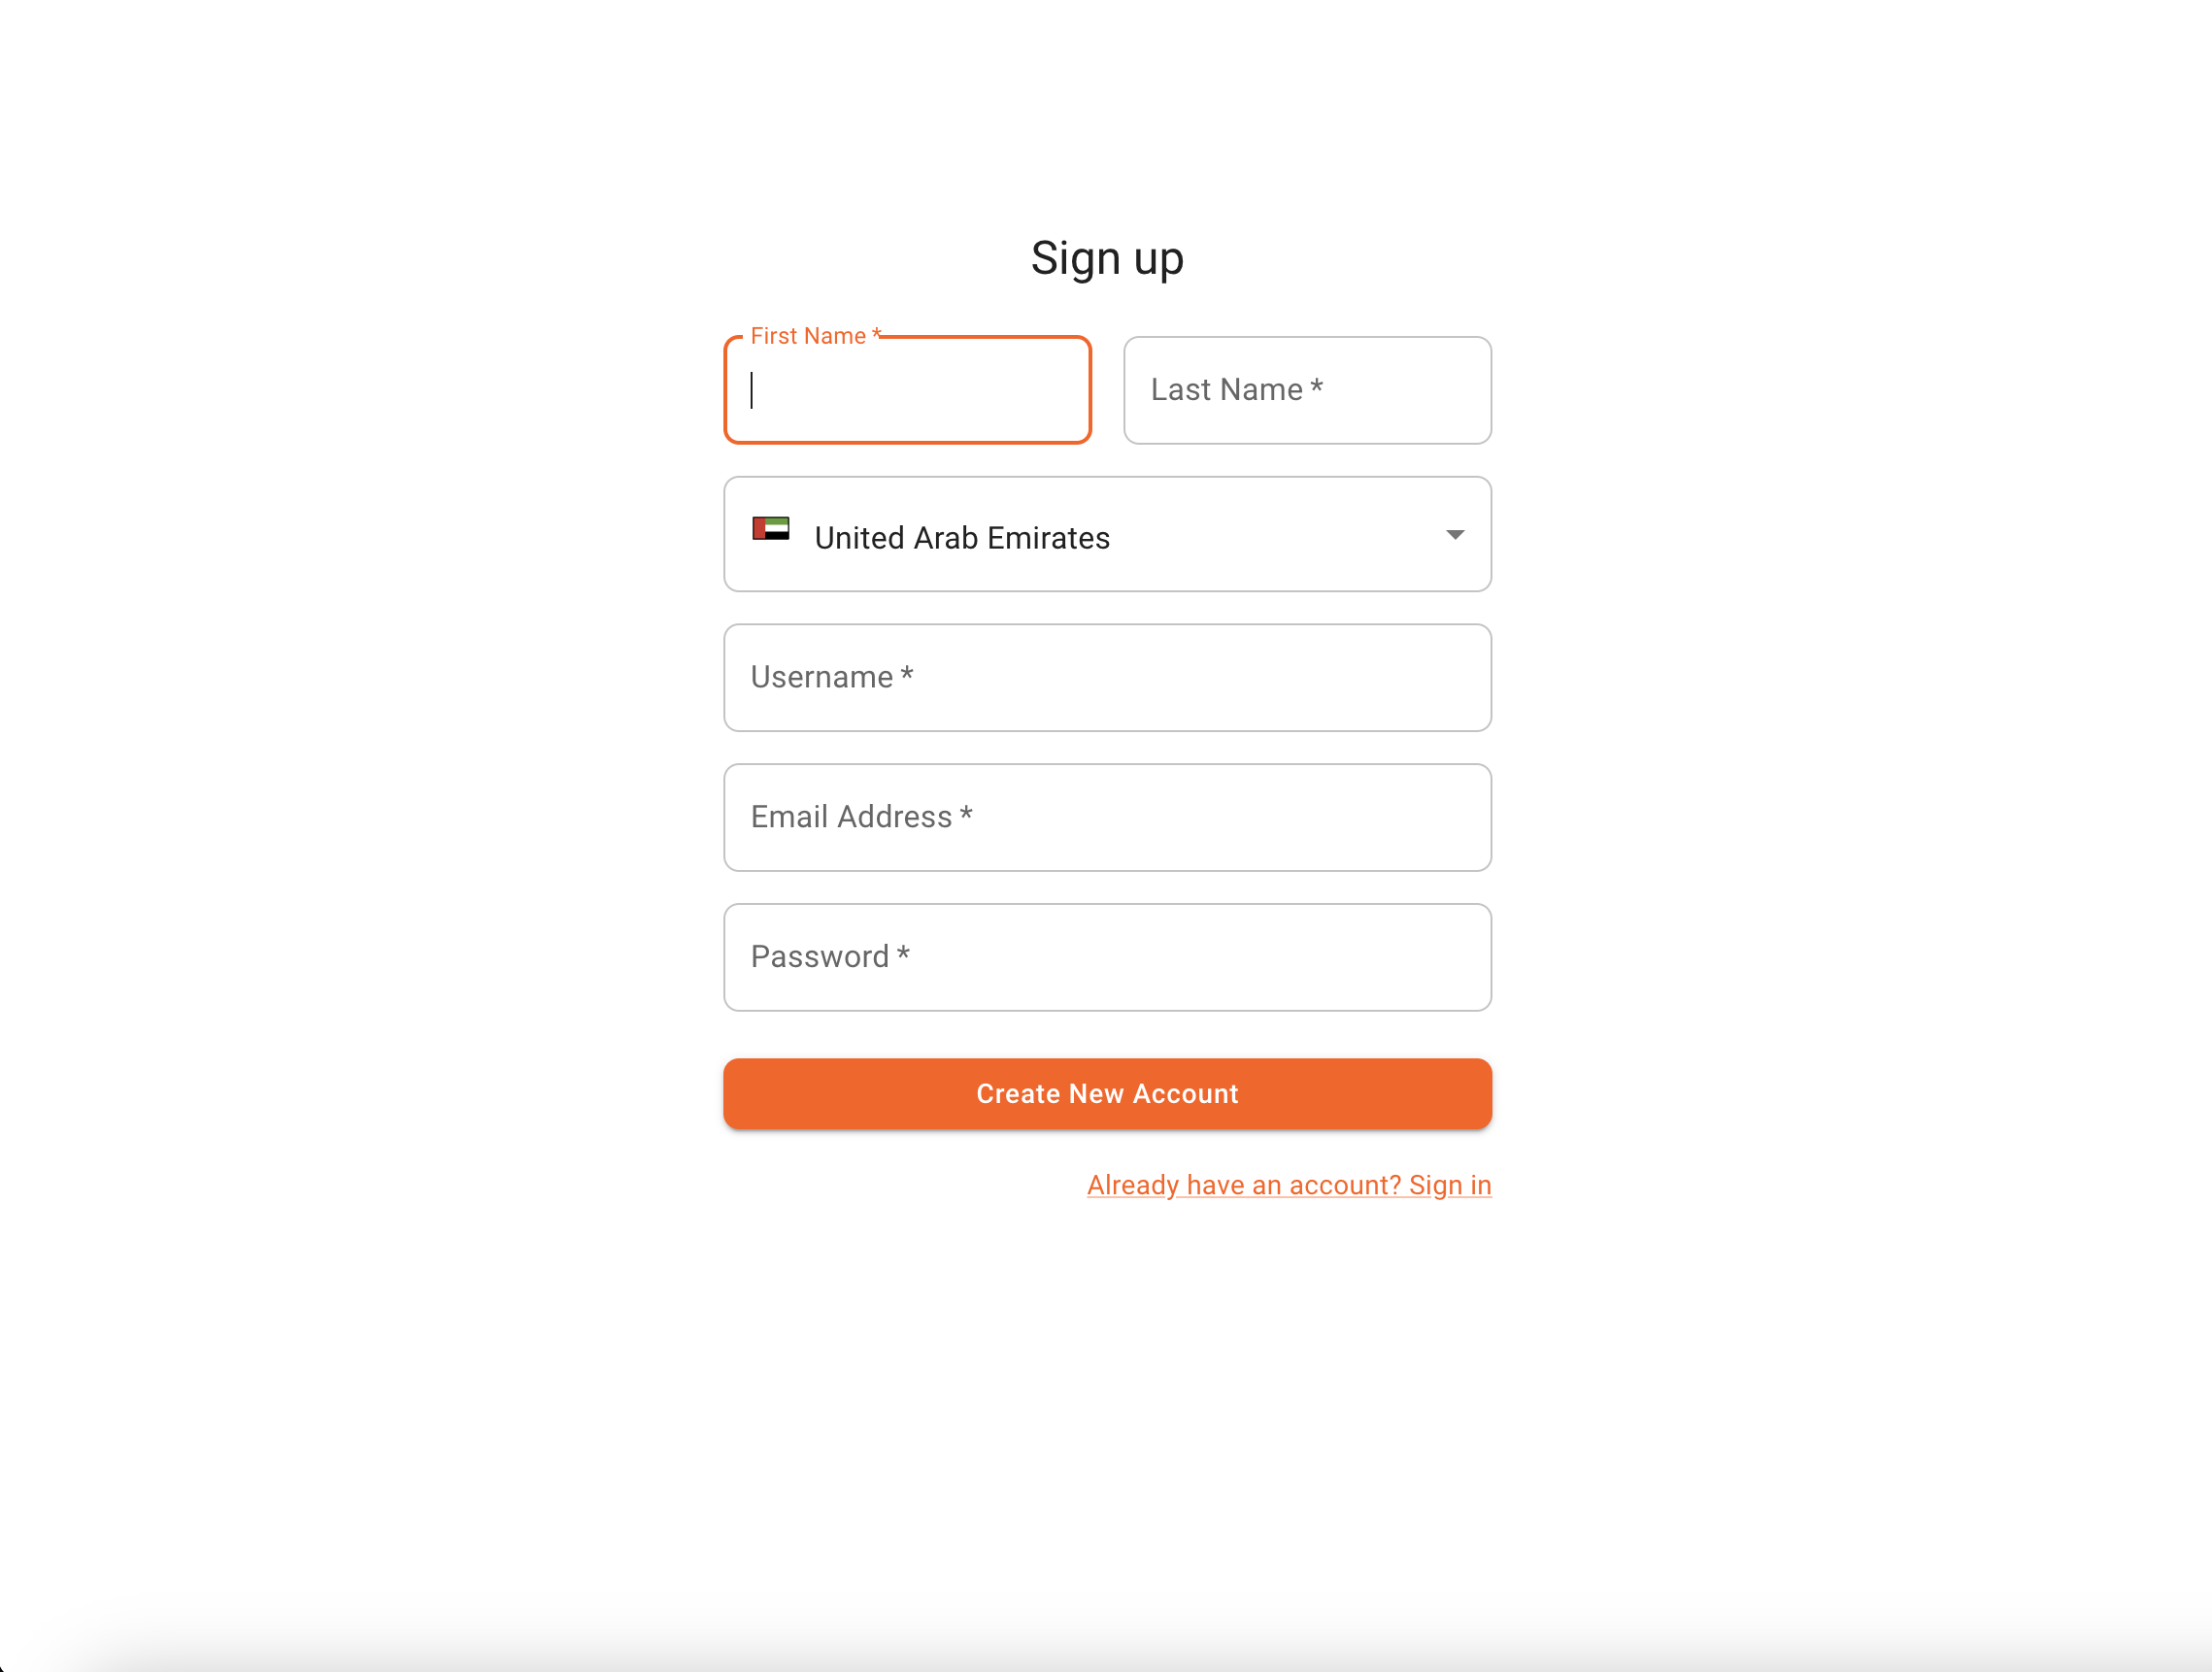 Sign up
First Name *
Last Name *
United Arab Emirates
Username *
Email Address *
Password *
Create New Account
Already have an account? Sign in